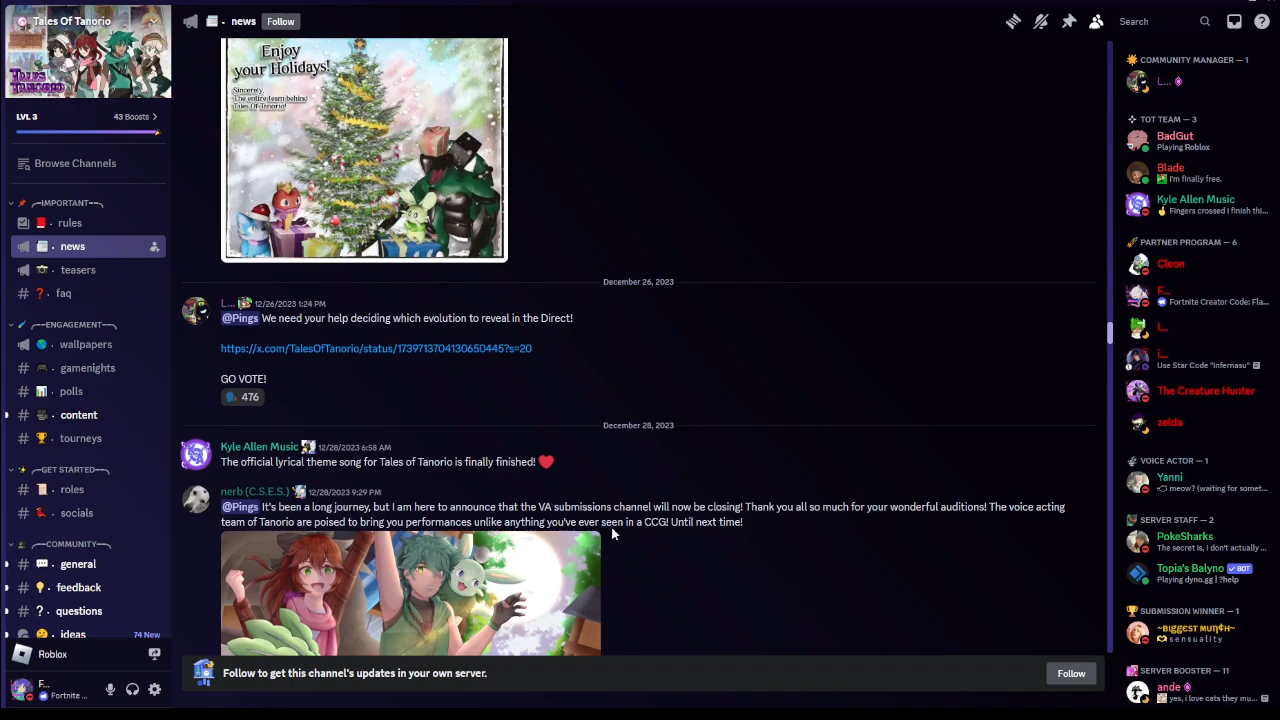 Tales Of Tanorio
TALES
TANORIO
LVL 3
43 Boosts
Browse Channels
IMPORTANT
rules
news
teasers
faq
ENGAGEMENT
wallpapers
gamenights
polls
content
tourneys
GET STARTED
roles
socials
COMMUNITY
general
feedback
questions
ideas
74 New
Roblox
F...
Fortnite ...
news
Follow
Search
Enjoy
your Holidays!
Sincerely,
The entire team behind
Tales Of Tanorio!
December 26, 2023
L... 12/26/2023 1:24 PM
@Pings We need your help deciding which evolution to reveal in the Direct!
https://x.com/TalesOfTanorio/status/1739713704130650445?s=20
GO VOTE!
476
December 28, 2023
Kyle Allen Music 12/28/2023 6:58 AM
The official lyrical theme song for Tales of Tanorio is finally finished!
nerb (C.S.E.S.) 12/28/2023 9:29 PM
@Pings It's been a long journey, but I am here to announce that the VA submissions channel will now be closing! Thank you all so much for your wonderful auditions! The voice acting
team of Tanorio are poised to bring you performances unlike anything you've ever seen in a CCG! Until next time!
Follow to get this channel's updates in your own server.
Follow
COMMUNITY MANAGER — 1
L...
TOT TEAM — 3
BadGut
Playing Roblox
Blade
I'm finally free.
Kyle Allen Music
Fingers crossed I finish thi...
PARTNER PROGRAM — 6
Cleon
F...
Fortnite Creator Code: Fla...
I...
i...
Use Star Code "Infernasu"
The Creature Hunter
zelda
VOICE ACTOR — 1
Yanni
meow? (waiting for somet...
SERVER STAFF — 2
PokeSharks
The secret is, I don't actually ...
Topia's Balyno BOT
Playing dyno.gg | ?help
SUBMISSION WINNER — 1
~BIGGEST MUN¢H~
s e n s u a l i t y
SERVER BOOSTER — 11
ande
yes, i love cats they mu...